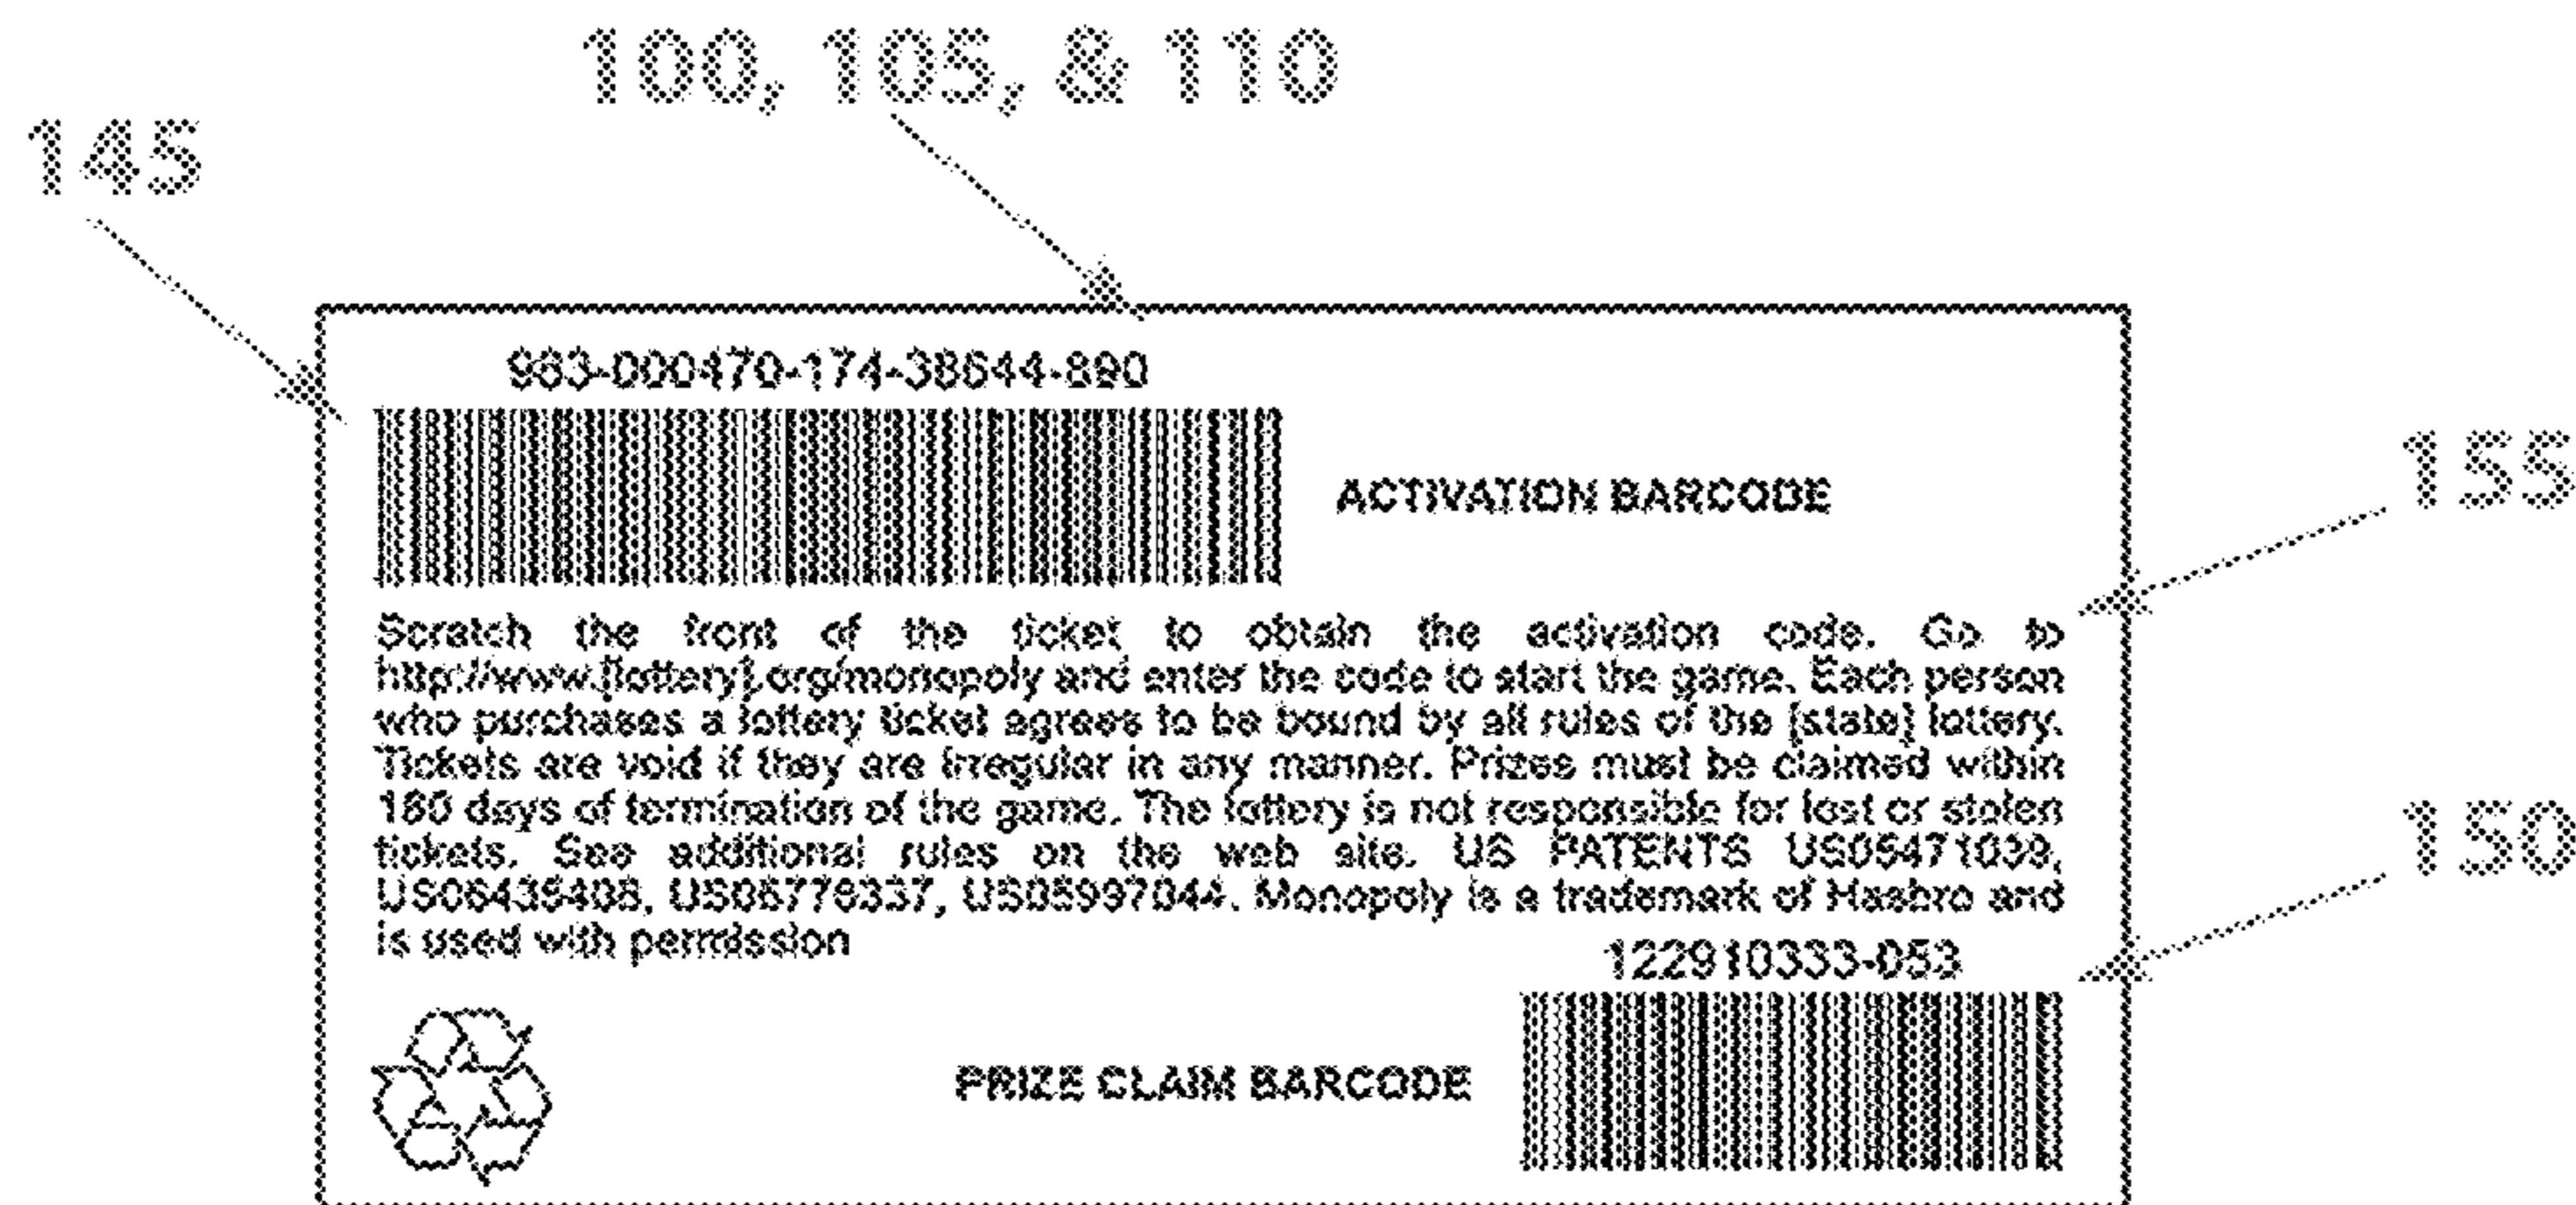 100, 105, & 110
145
963-000470-174-38644-890
ACTIVATION BARCODE
155
Scratch the front of the ticket to obtain the activation code. Go to
http://www.[lottery].org/monopoly and enter the code to start the game. Each person
who purchases a lottery ticket agrees to be bound by all rules of the [state] lottery.
Tickets are void if they are irregular in any manner. Prizes must be claimed within
180 days of termination of the game. The lottery is not responsible for lost or stolen
tickets. See additional rules on the web site. US PATENTS
Monopoly is a trademark of Hasbro and
is used with permission
150
122910333-053
PRIZE CLAIM BARCODE